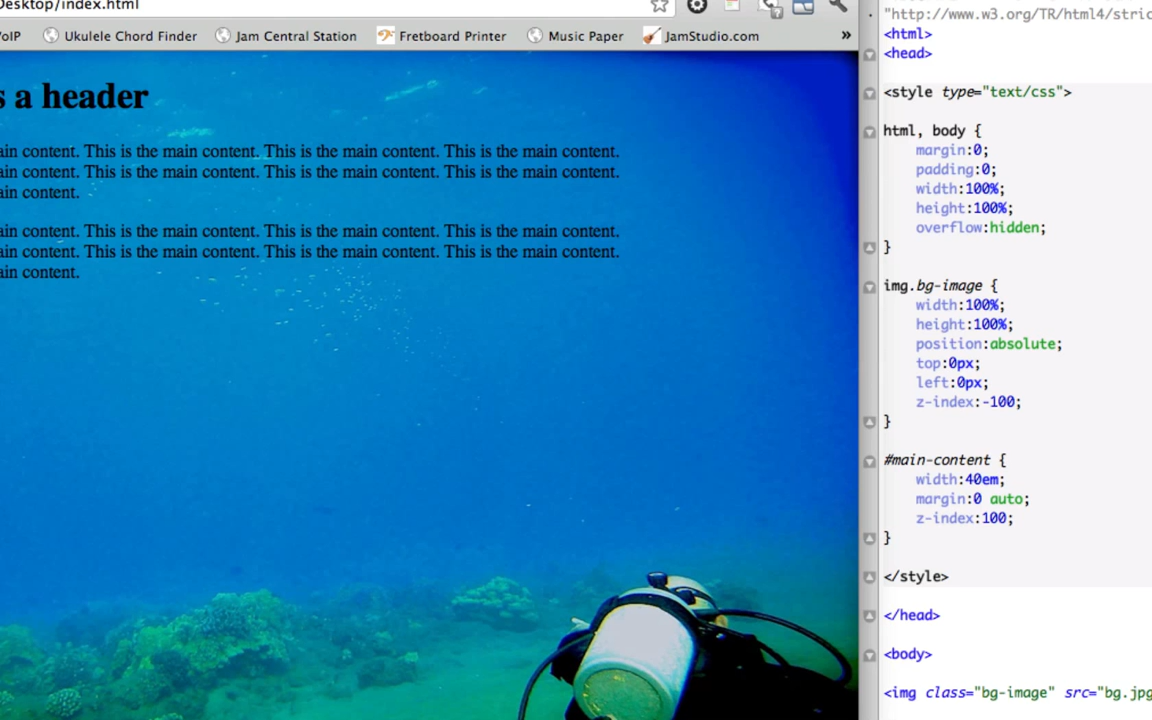 Desktop/index.html
VoIP Ukulele Chord Finder Jam Central Station Fretboard Printer Music Paper JamStudio.com »
s a header
ain content. This is the main content. This is the main content. This is the main content.
ain content. This is the main content. This is the main content. This is the main content.
ain content.
ain content. This is the main content. This is the main content. This is the main content.
ain content. This is the main content. This is the main content. This is the main content.
ain content.
"http://www.w3.org/TR/html4/stric
<html>
<head>
<style type="text/css">
html, body {
margin:0;
padding:0;
width:100%;
height:100%;
overflow:hidden;
}
img.bg-image {
width:100%;
height:100%;
position:absolute;
top:0px;
left:0px;
z-index:-100;
}
#main-content {
width:40em;
margin:0 auto;
z-index:100;
}
</style>
</head>
<body>
<img class="bg-image" src="bg.jpg